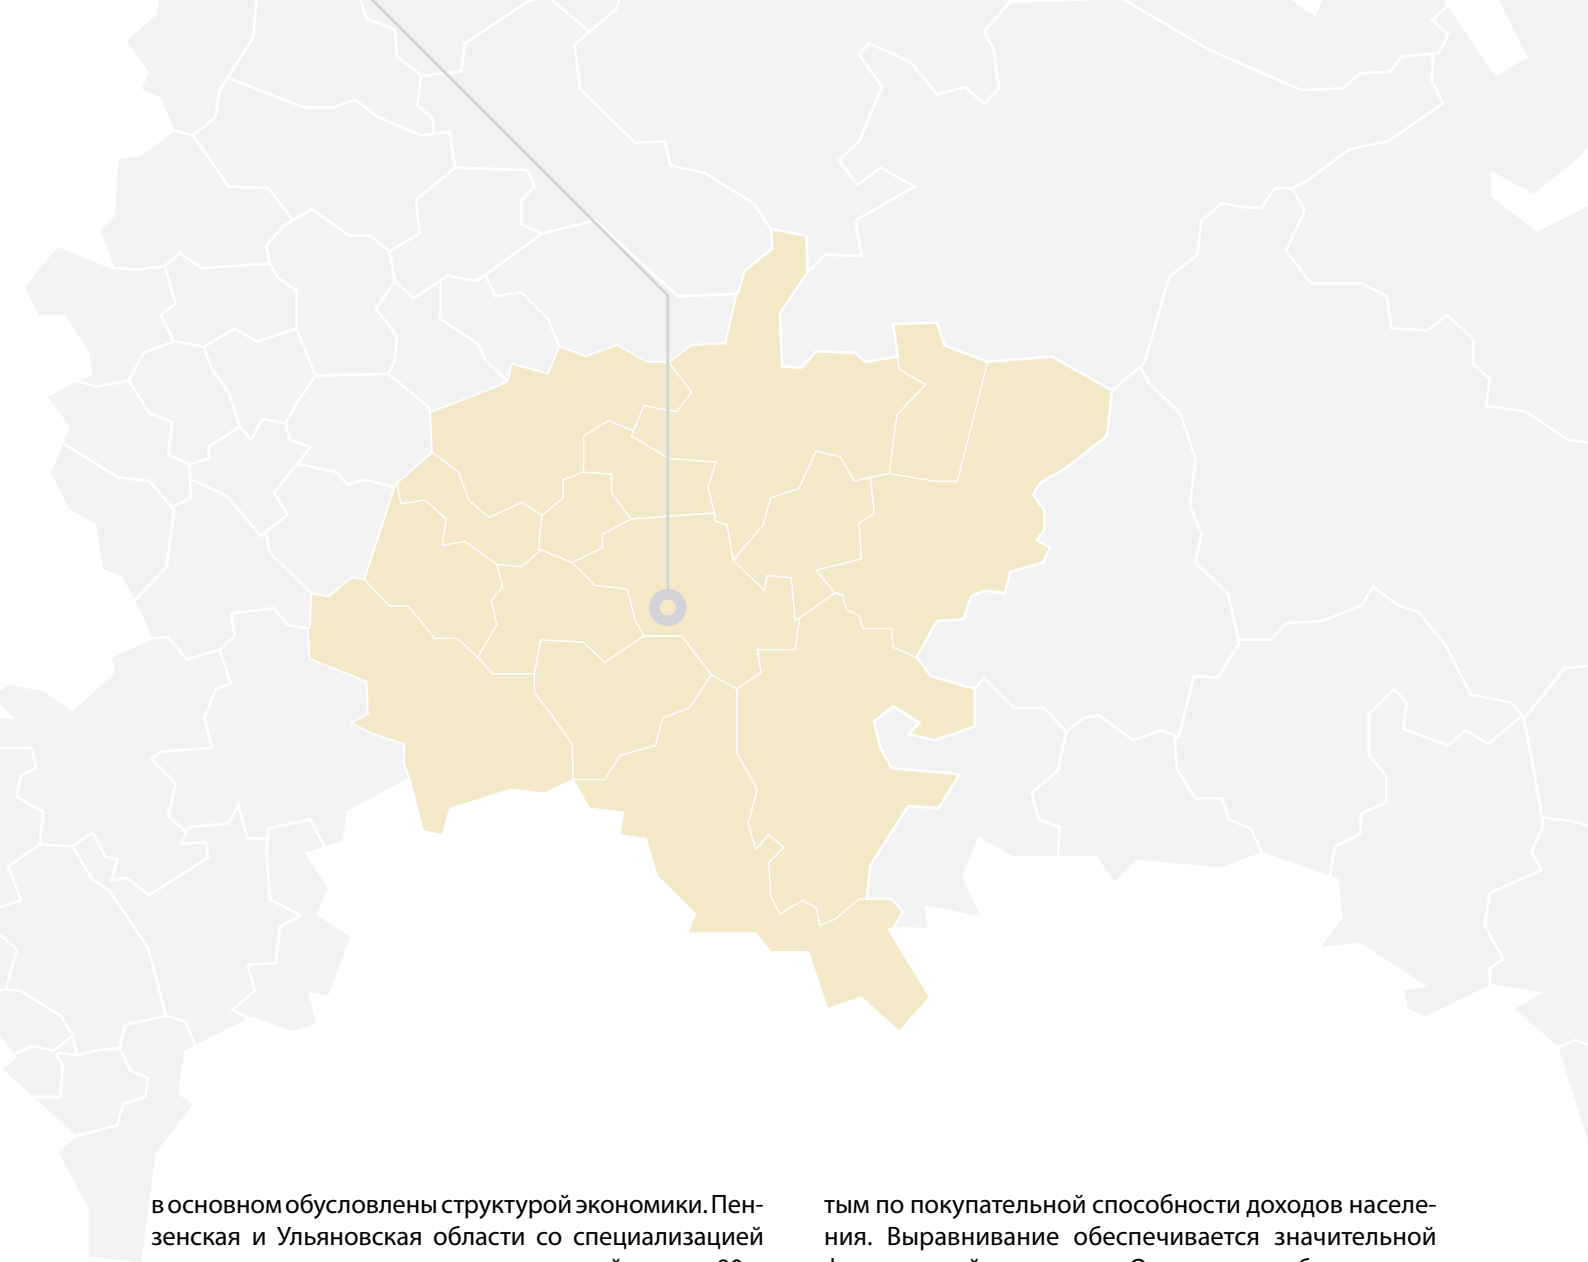 в основном обусловлены структурой экономики. Пен-
зенская и Ульяновская области со специализацией
тым по покупательной способности доходов населе-
ния. Выравнивание обеспечивается значительной